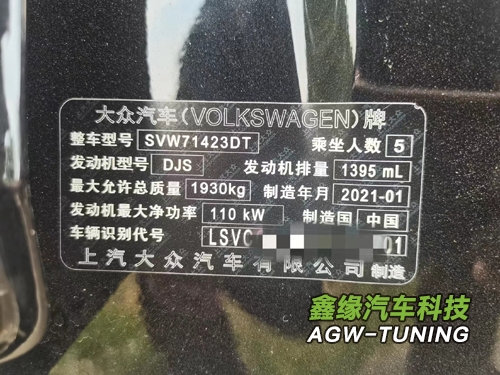 大众汽车(VOLKSWAGEN)牌
整车型号 SVW71423DT 乘坐人数 5
发动机型号 DJS 发动机排量 1395 mL
最大允许总质量 1930kg 制造年月 2021-01
发动机最大净功率 110 kW 制造国 中国
车辆识别代号 LSVC 01
上汽大众汽车有限公司 制造
鑫缘汽车科技
AGW-TUNING